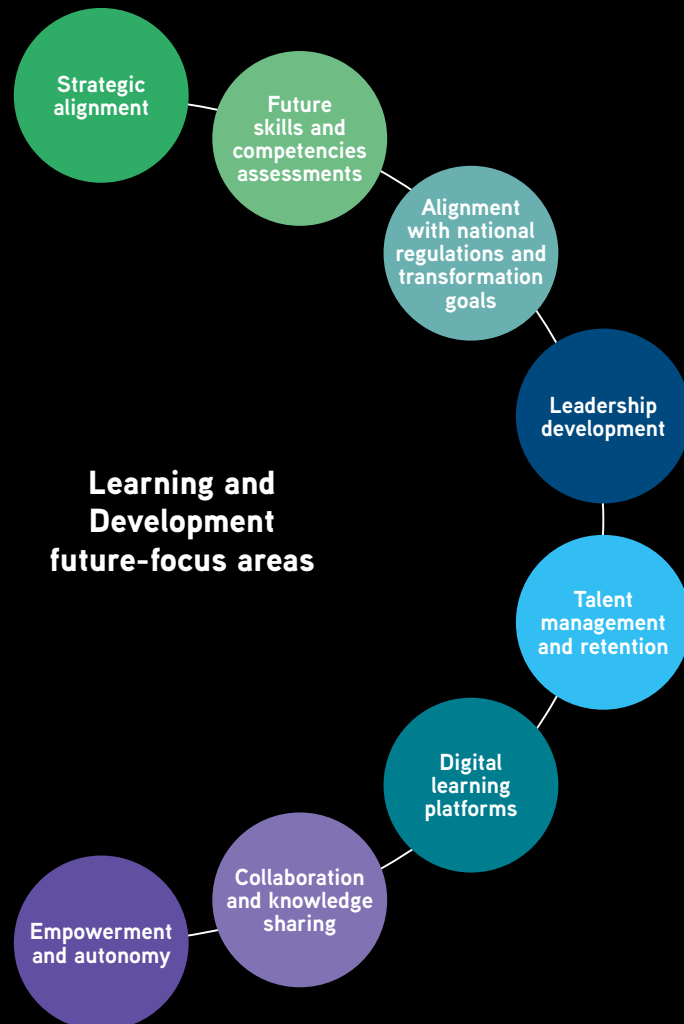 Strategic
alignment
Future
skills and
competencies
assessments
Alignment
with national
regulations and
transformation
goals
Leadership
development
Learning and
Development
future-focus areas
Talent
management
and retention
Digital
learning
platforms
Collaboration
and knowledge
sharing
Empowerment
and autonomy